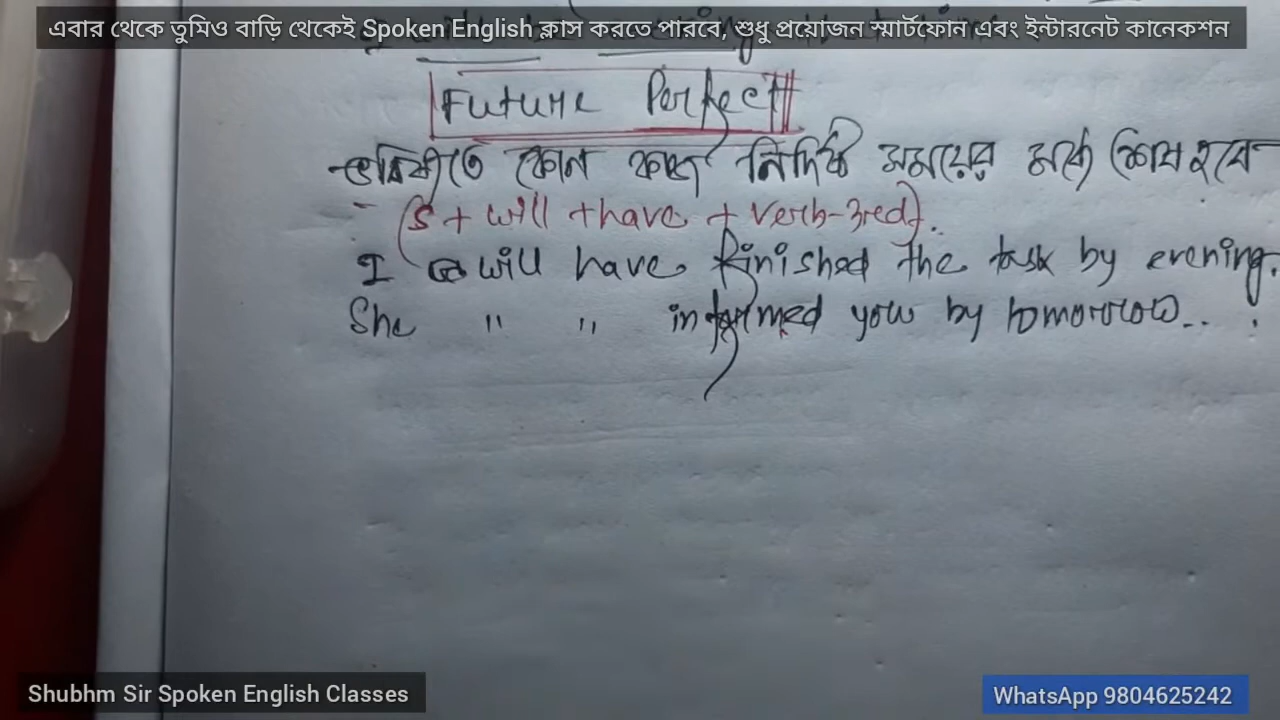 এবার থেকে তুমিও বাড়ি থেকেই Spoken English ক্লাস করতে পারবে, শুধু প্রয়োজন স্মার্টফোন এবং ইন্টারনেট কানেকশন
Future Perfect
ভবিষ্যতে কোন কাজ নির্দিষ্ট সময়ের মধ্যে শেষ হবে
(S + will + have + verb-3rd).
I will have finished the task by evening.
She " " informed you by tomorrow..
Shubhm Sir Spoken English Classes
WhatsApp 9804625242